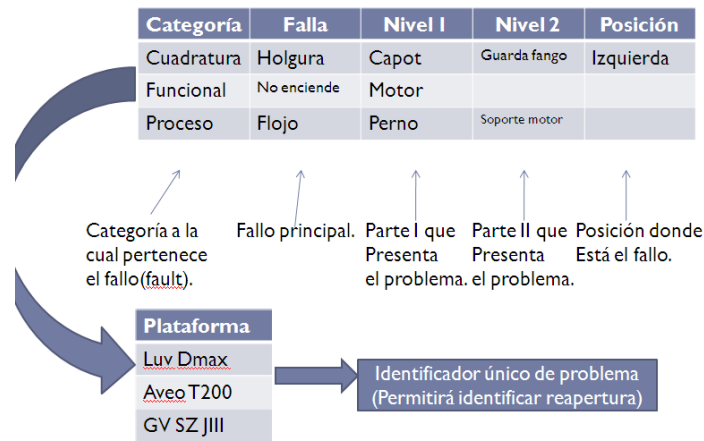 Categoría Falla Nivel 1 Nivel 2 Posición
Cuadratura Holgura Capot Guarda fango Izquierda
Funcional No enciende Motor
Proceso Flojo Perno Soporte motor
Categoría a la
cual pertenece
el fallo(fault).
Fallo principal.
Parte I que
Presenta
el problema.
Parte II que
Presenta
el problema.
Posición donde
Está el fallo.
Plataforma
Luv Dmax
Aveo T200
GV SZ JIII
Identificador único de problema
(Permitirá identificar reapertura)